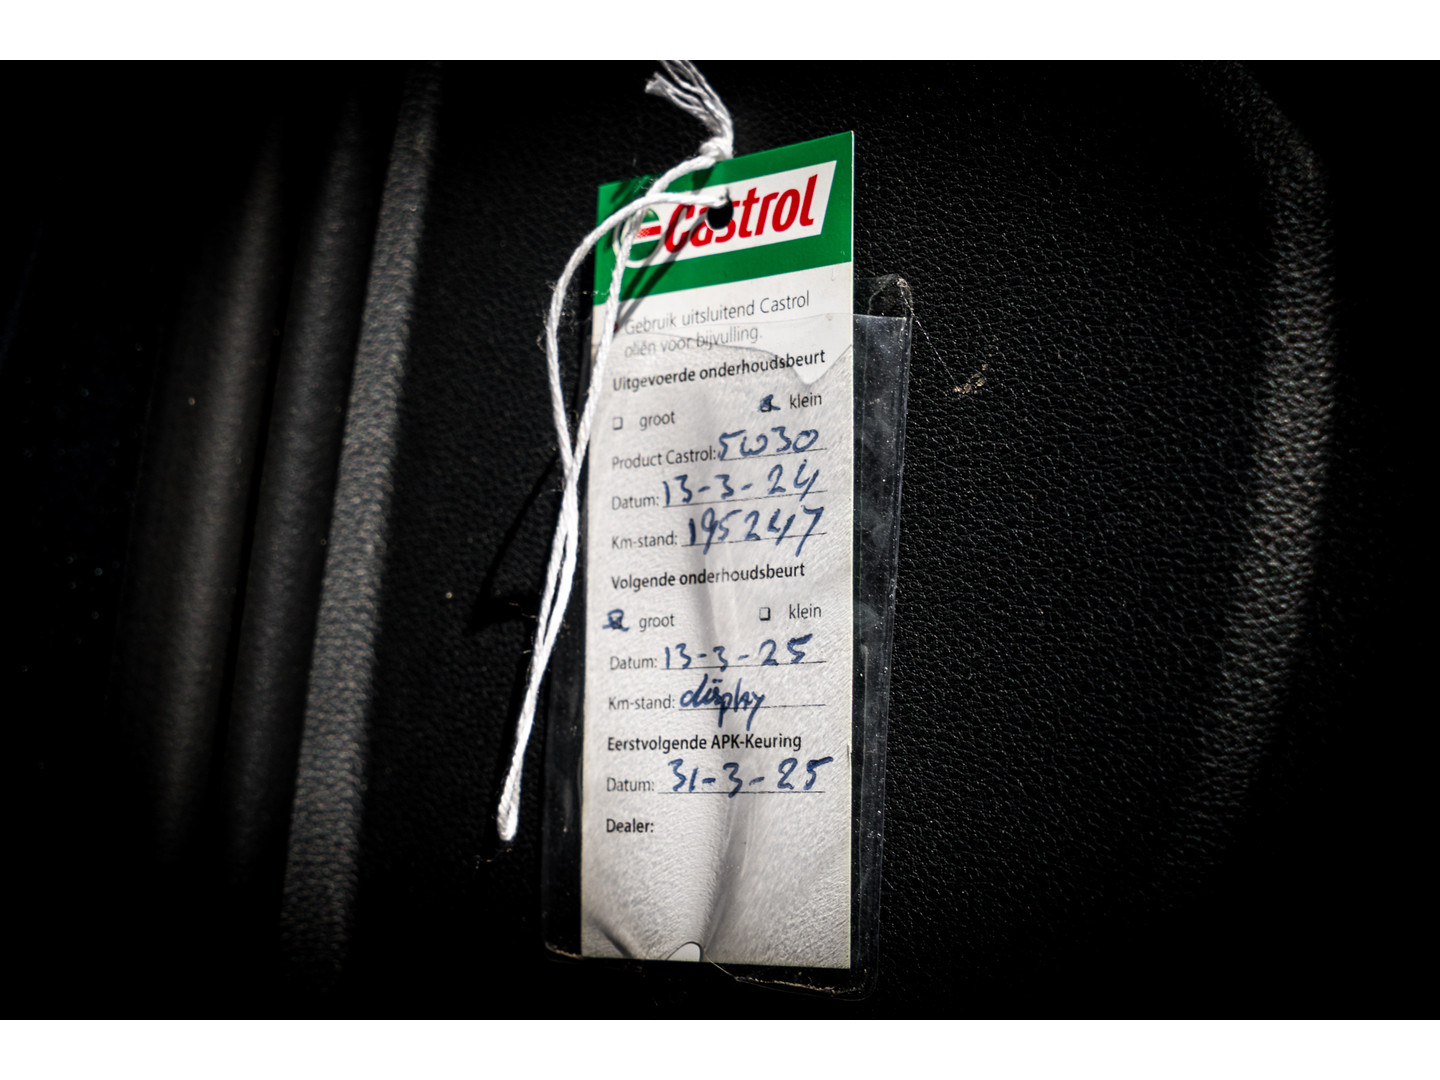 Castrol
Gebruik uitsluitend Castrol
oliën voor bijvulling.
Uitgevoerde onderhoudsbeurt
groot klein
Product Castrol: 5W30
Datum: 13-3-24
Km-stand: 195247
Volgende onderhoudsbeurt
groot klein
Datum: 13-3-25
Km-stand: display
Eerstvolgende APK-Keuring
Datum: 31-3-25
Dealer: